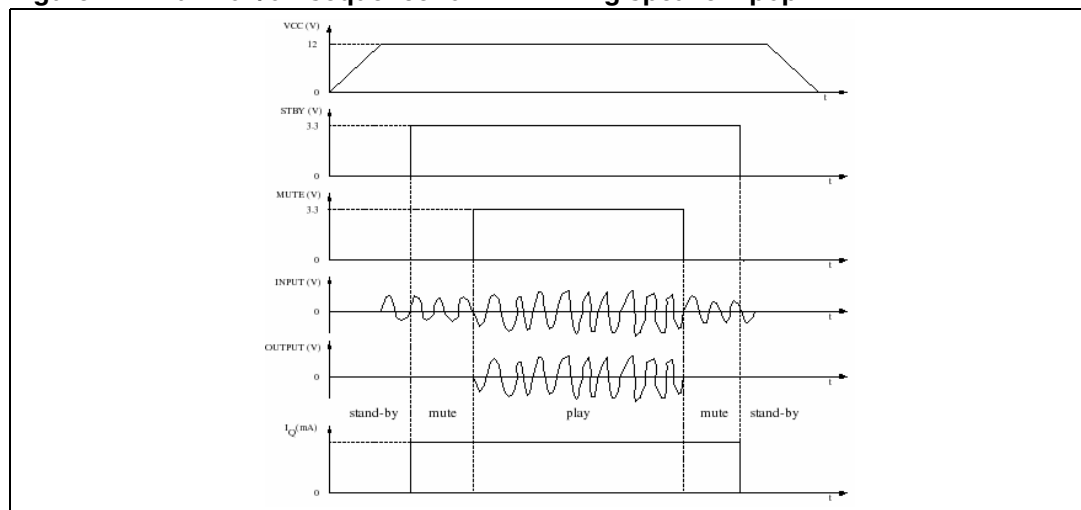 VCC (V)
12
0
t
STBY (V)
3.3
0
t
MUTE (V)
3.3
0
t
INPUT (V)
0
t
OUTPUT (V)
0
t
stand-by mute play mute stand-by
IQ(mA)
0
t